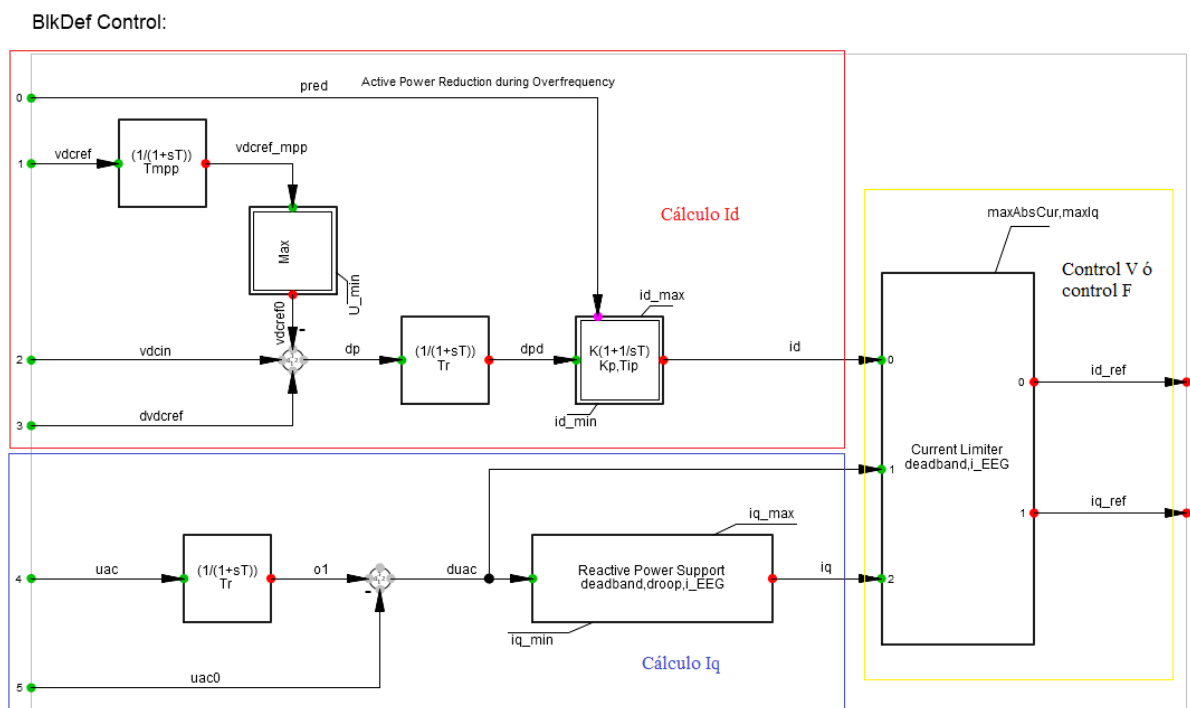 BlkDef Control:
0
pred
Active Power Reduction during Overfrequency
1
vdcref
(1/(1+sT))
Tmpp
vdcref_mpp
Max
U_min
vdcref0
-
Cálculo Id
2
vdcin
dp
(1/(1+sT))
Tr
dpd
K(1+1/sT)
Kp,Tip
id_max
id_min
id
3
dvdcref
maxAbsCur,maxIq
Control V ó
control F
0
1
2
Current Limiter
deadband,i_EEG
0
id_ref
1
iq_ref
4
uac
(1/(1+sT))
Tr
o1
-
duac
Reactive Power Support
deadband,droop,i_EEG
iq_max
iq_min
iq
Cálculo Iq
5
uac0